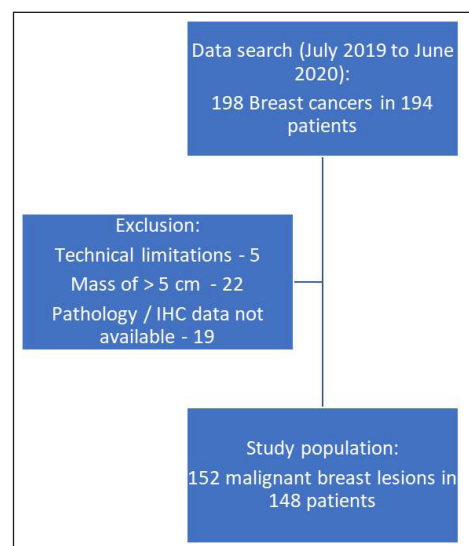 Data search (July 2019 to June
2020):
198 Breast cancers in 194
patients
Exclusion:
Technical limitations - 5
Mass of > 5 cm - 22
Pathology / IHC data not
available - 19
Study population:
152 malignant breast lesions in
148 patients